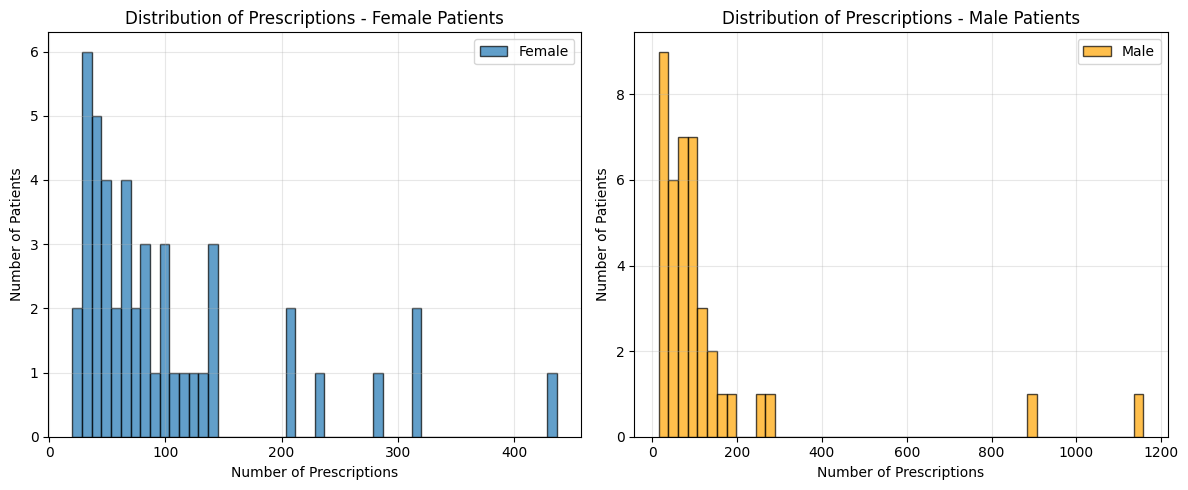 Distribution of Prescriptions - Female Patients
Female
6
5
4
3
2
1
0
Number of Patients
0 100 200 300 400
Number of Prescriptions
Distribution of Prescriptions - Male Patients
Male
8
6
4
2
0
Number of Patients
0 200 400 600 800 1000 1200
Number of Prescriptions